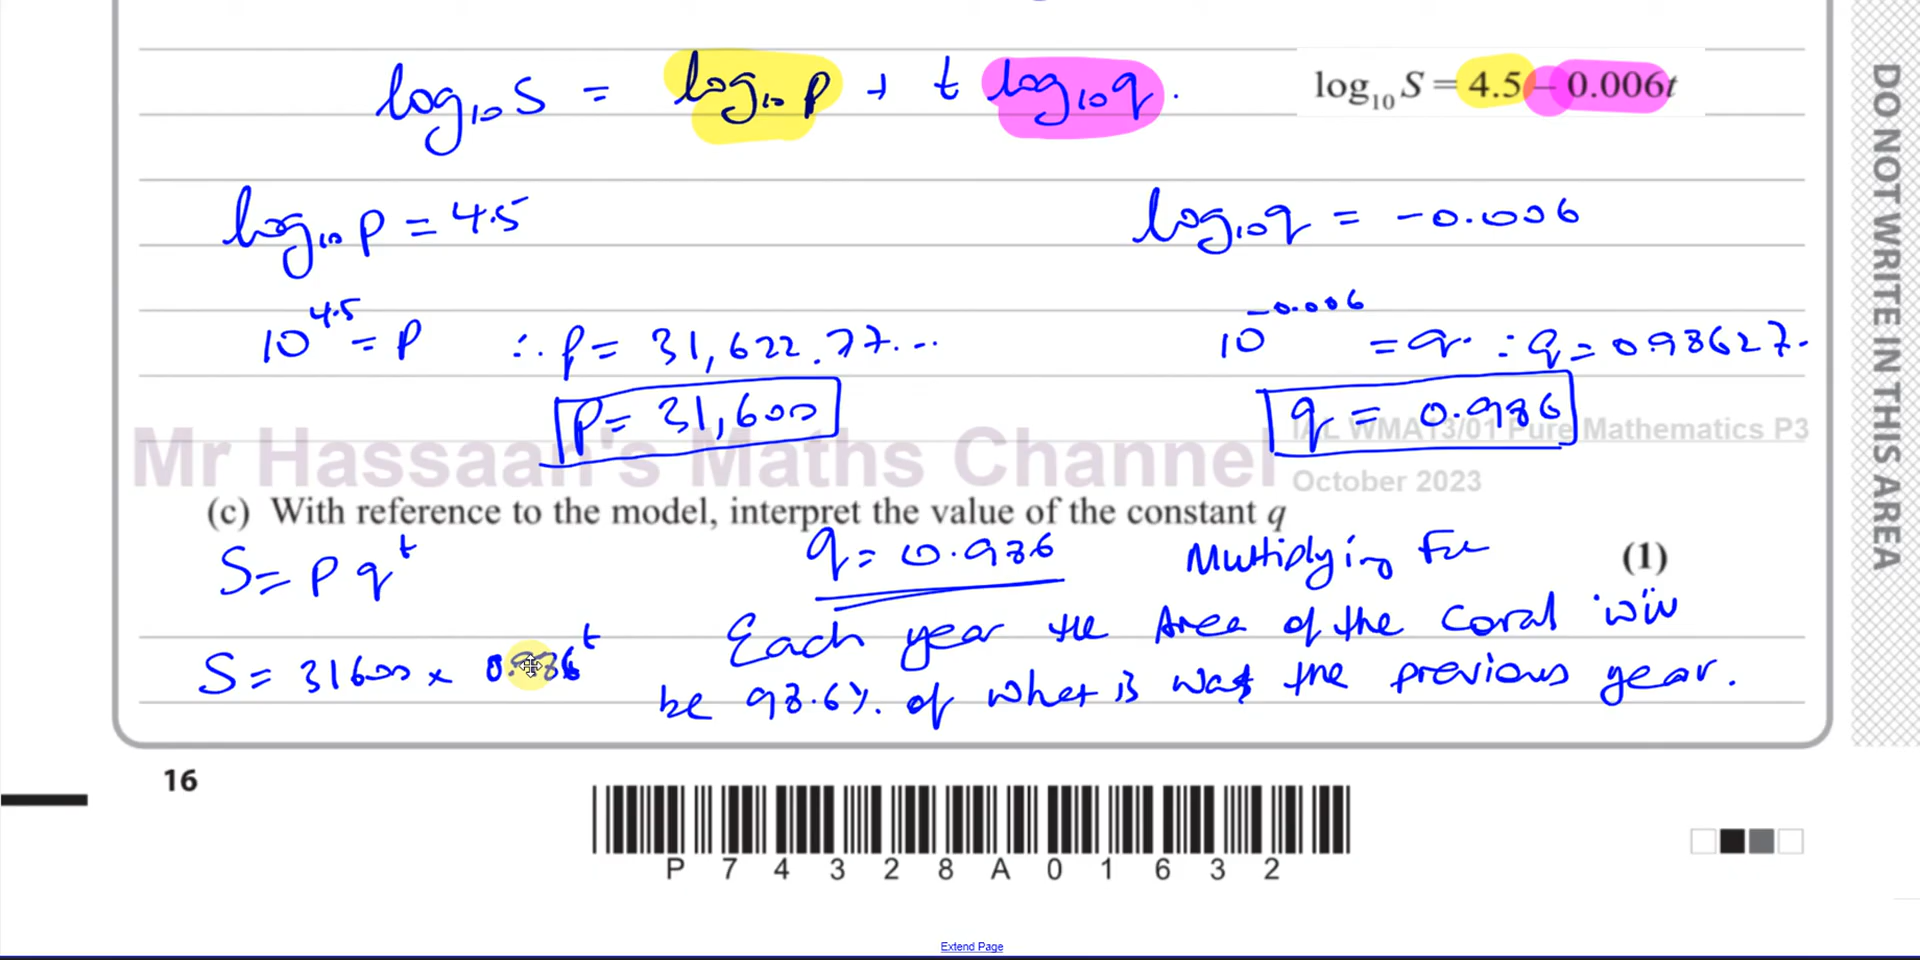 log₁₀ S = log₁₀ p + t log₁₀ q.
log₁₀ S = 4.5 − 0.006t
log₁₀ p = 4.5
log₁₀ q = -0.006
10^4.5 = p ∴ p = 31,622.77...
10^-0.006 = q. ∴ q = 0.98627.
p = 31,600
q = 0.986
IAL WMA13/01 Pure Mathematics P3
Mr Hassaan's Maths Channel
October 2023
(c) With reference to the model, interpret the value of the constant q
(1)
S = p q^t
q = 0.986
Multiplying
Each year the Area of the coral will
S = 31600 × 0.986^t
be 98.6% of what is was the previous year.
16
P 7 4 3 2 8 A 0 1 6 3 2
Extend Page
DO NOT WRITE IN THIS AREA